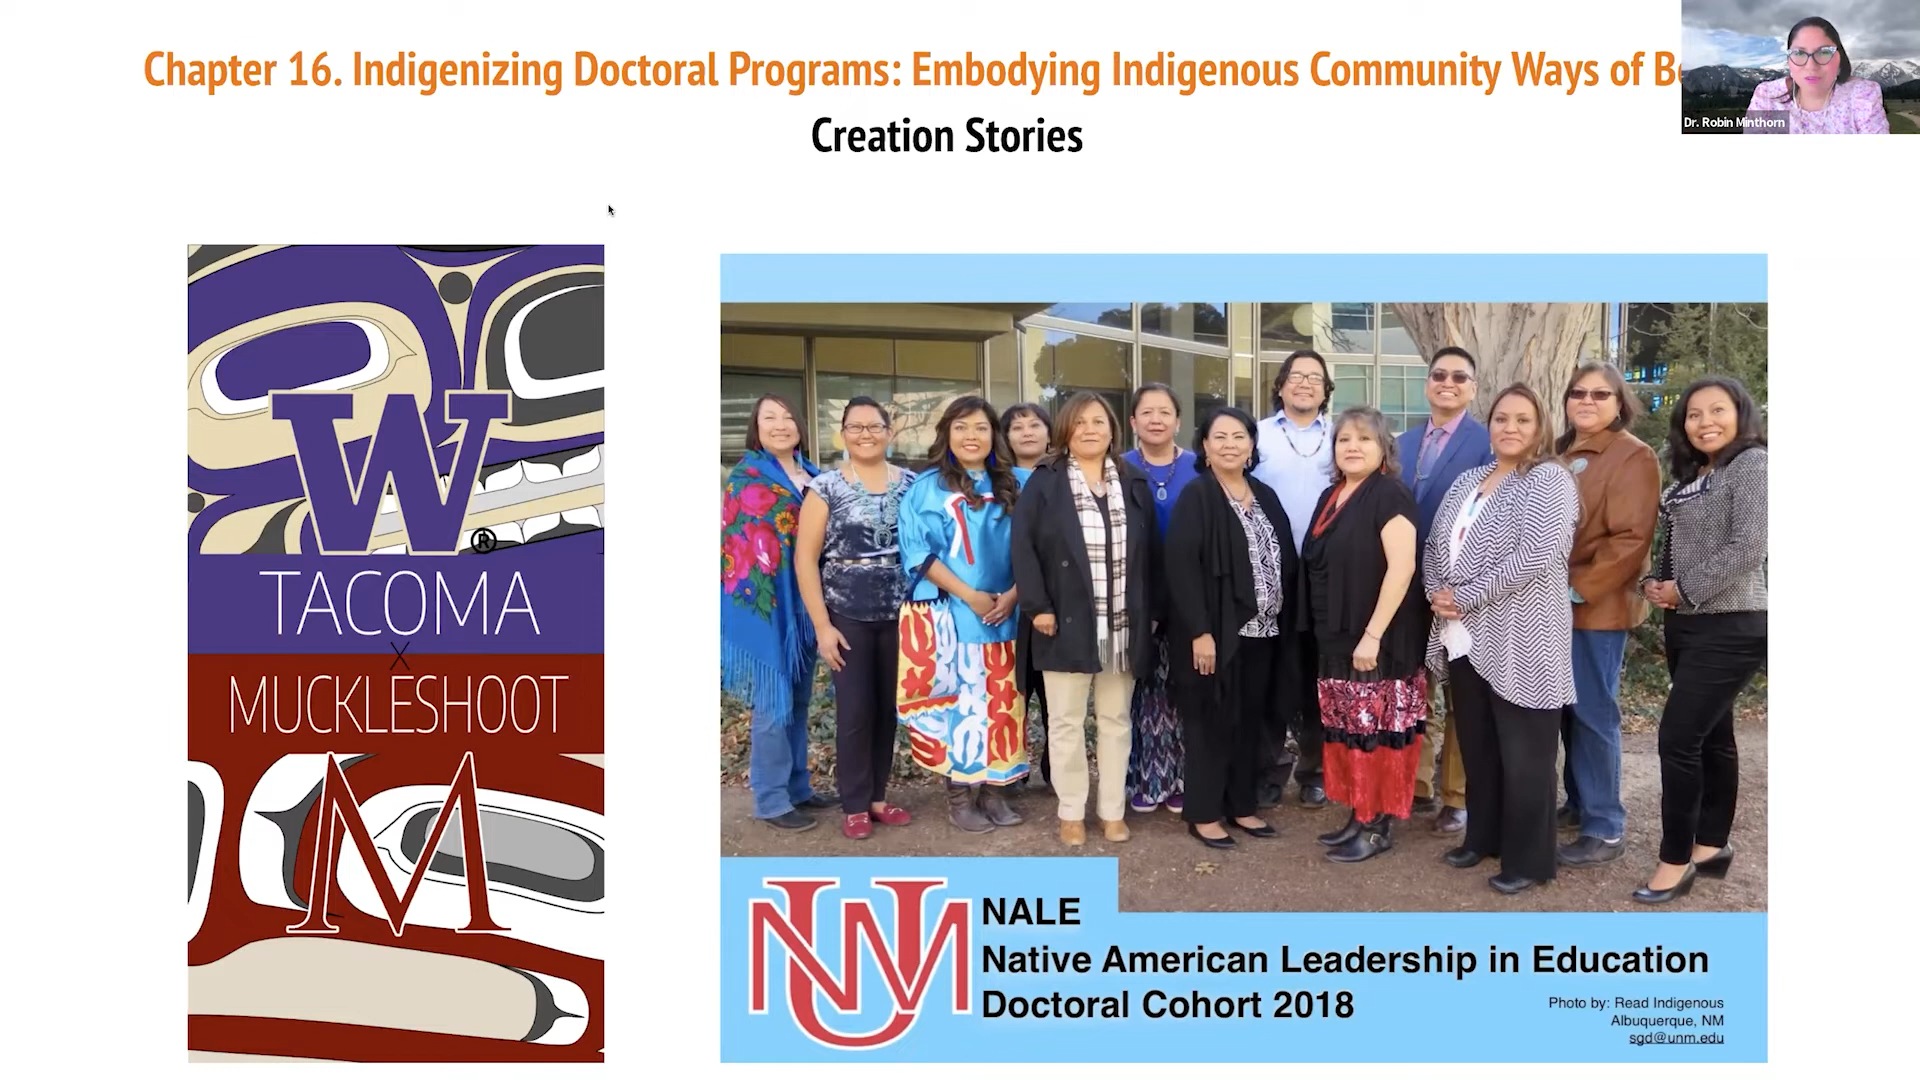 Chapter 16. Indigenizing Doctoral Programs: Embodying Indigenous Community Ways of
Creation Stories
Dr. Robin Minthorn
W
®
TACOMA
X
MUCKLESHOOT
M
UNM
NALE
Native American Leadership in Education
Doctoral Cohort 2018
Photo by: Read Indigenous
Albuquerque, NM
sgd@unm.edu